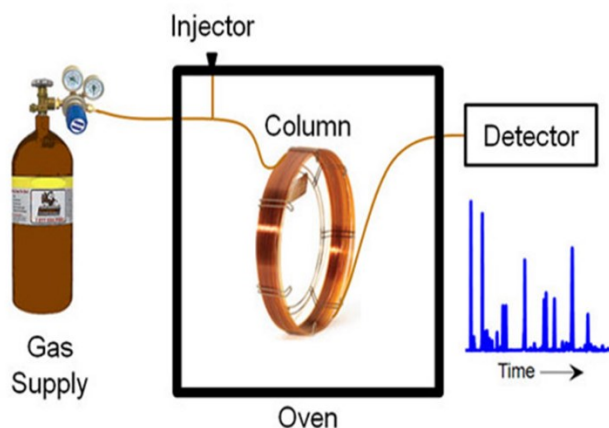 Injector
Column
Detector
Gas
Supply
Time
Oven